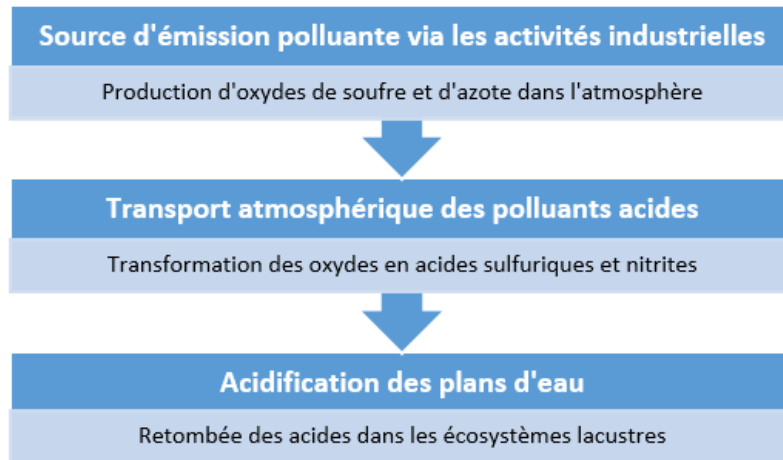 Source d'émission polluante via les activités industrielles
Production d'oxydes de soufre et d'azote dans l'atmosphère
Transport atmosphérique des polluants acides
Transformation des oxydes en acides sulfuriques et nitrites
Acidification des plans d'eau
Retombée des acides dans les écosystèmes lacustres